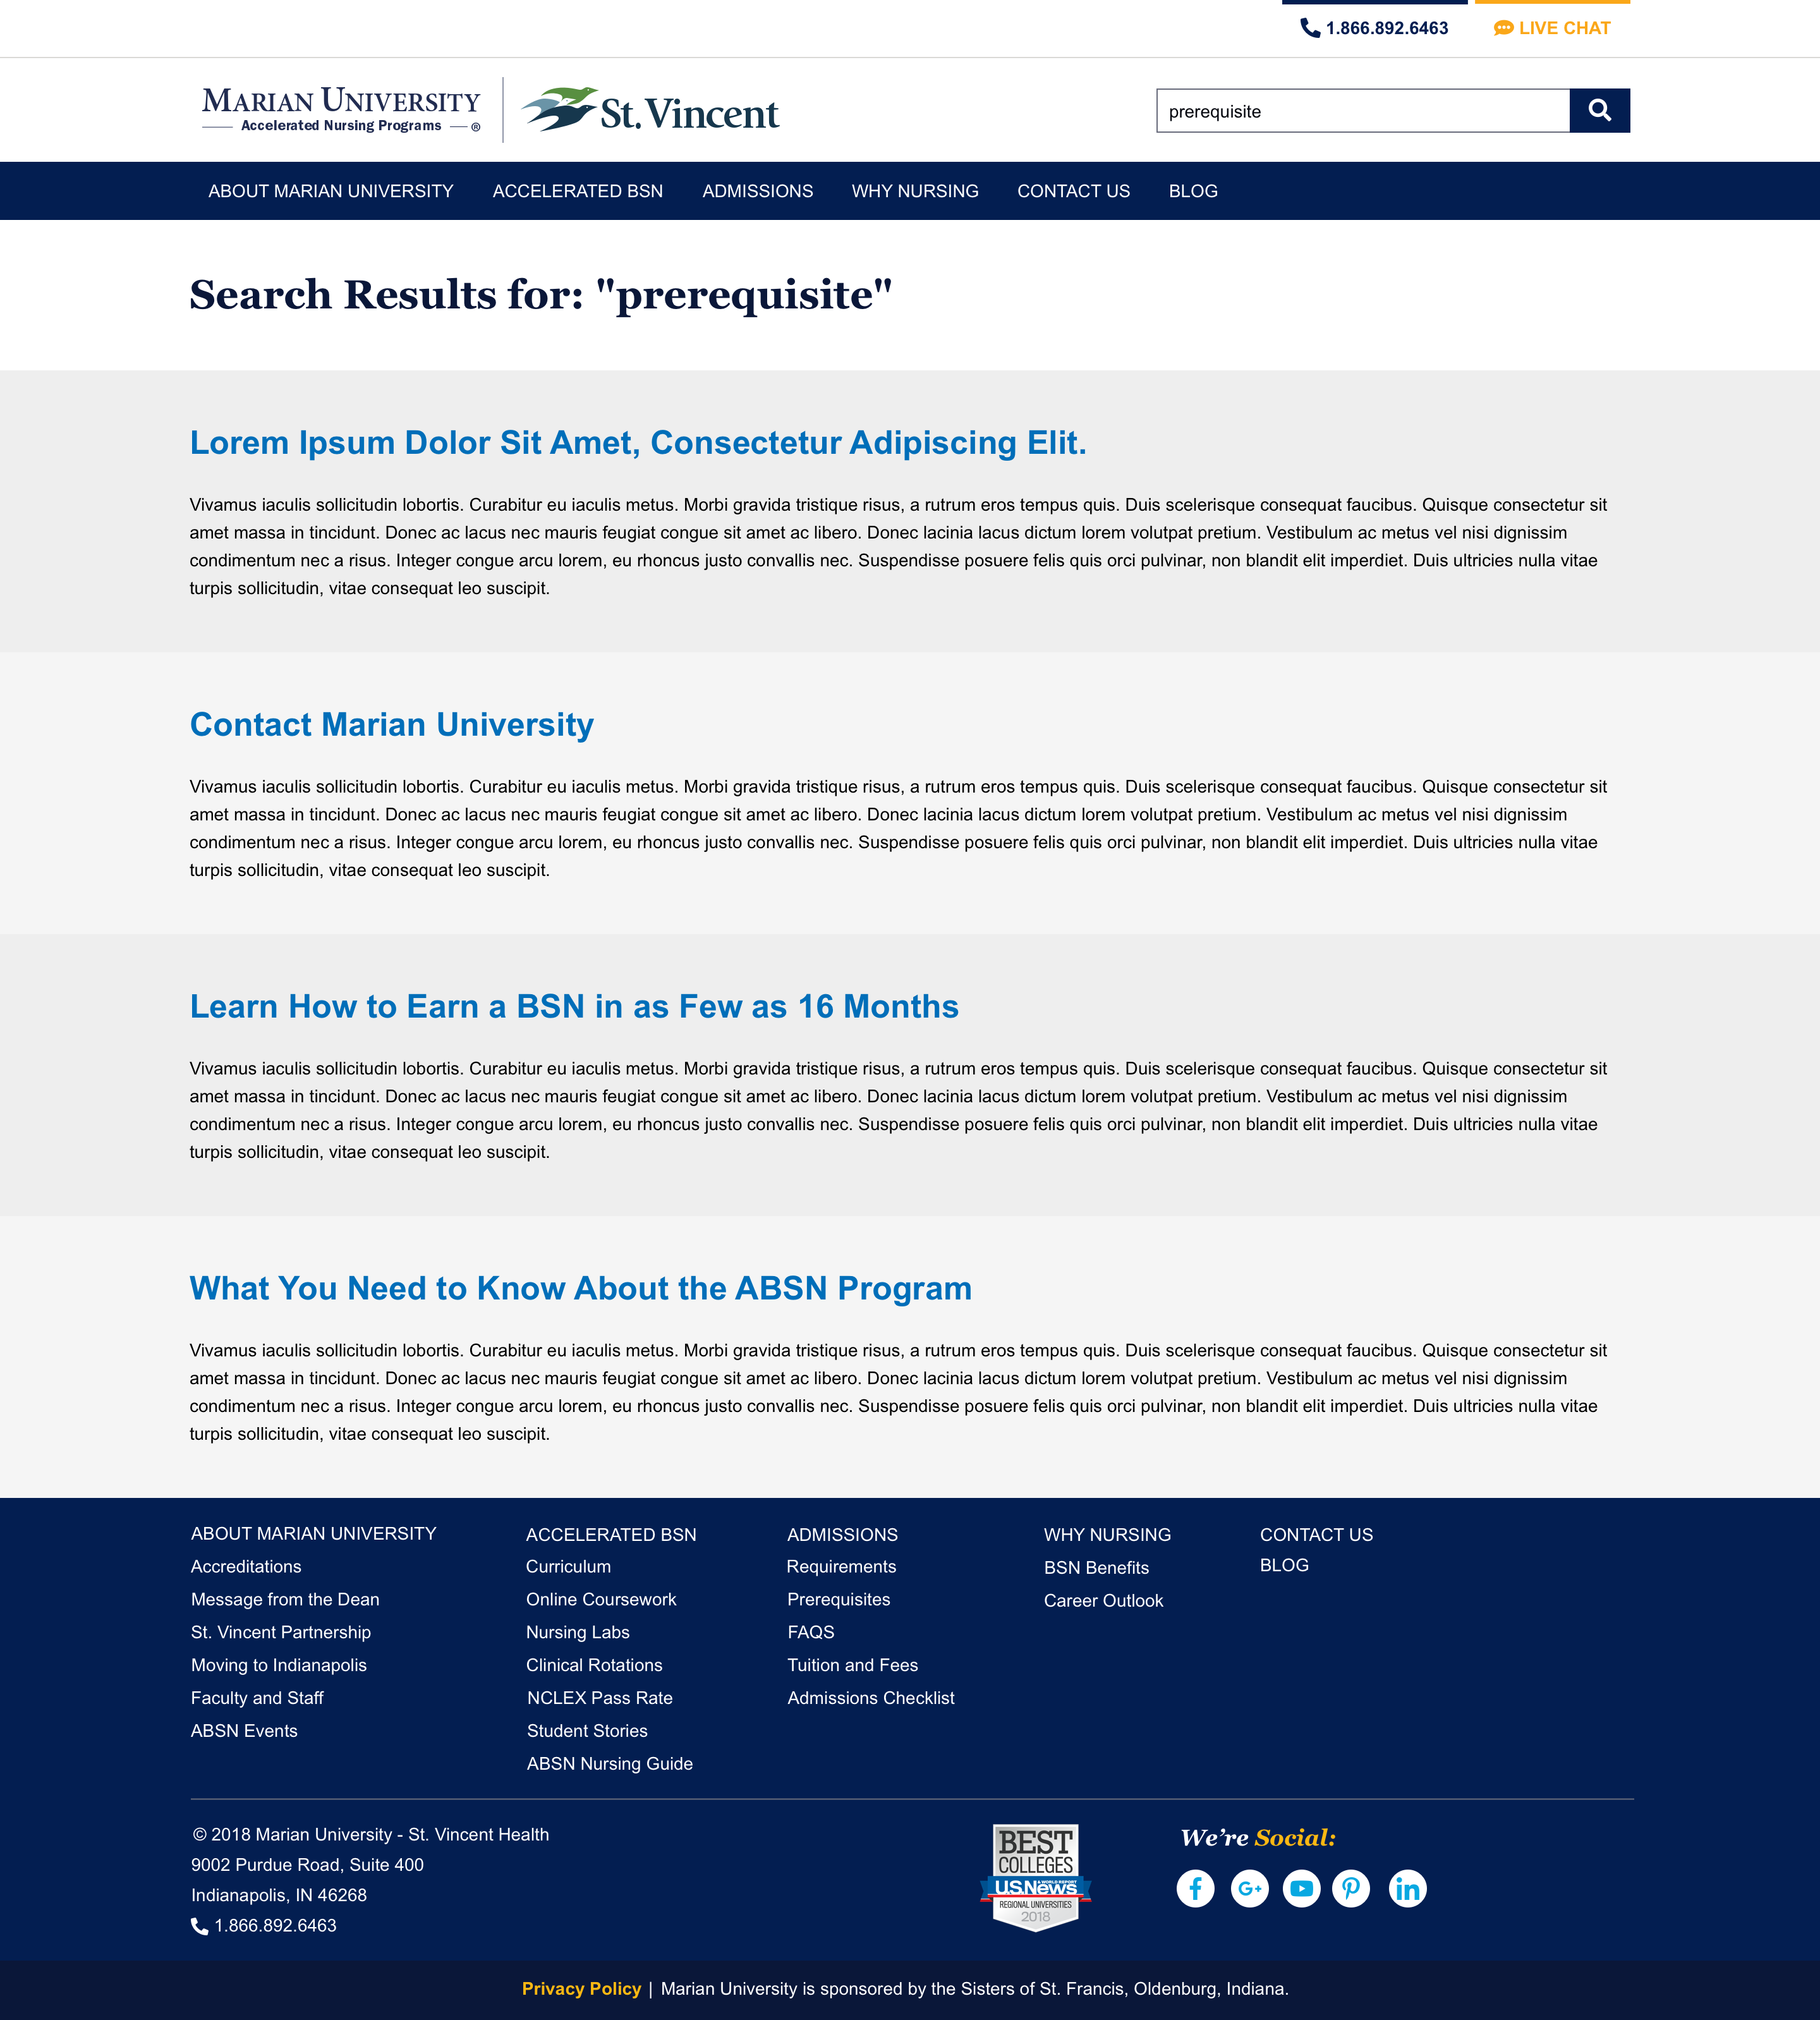 1.866.892.6463
LIVE CHAT
MARIAN UNIVERSITY
Accelerated Nursing Programs ®
St. Vincent
prerequisite
ABOUT MARIAN UNIVERSITY ACCELERATED BSN ADMISSIONS WHY NURSING CONTACT US BLOG
Search Results for: "prerequisite"
Lorem Ipsum Dolor Sit Amet, Consectetur Adipiscing Elit.
Vivamus iaculis sollicitudin lobortis. Curabitur eu iaculis metus. Morbi gravida tristique risus, a rutrum eros tempus quis. Duis scelerisque consequat faucibus. Quisque consectetur sit
amet massa in tincidunt. Donec ac lacus nec mauris feugiat congue sit amet ac libero. Donec lacinia lacus dictum lorem volutpat pretium. Vestibulum ac metus vel nisi dignissim
condimentum nec a risus. Integer congue arcu lorem, eu rhoncus justo convallis nec. Suspendisse posuere felis quis orci pulvinar, non blandit elit imperdiet. Duis ultricies nulla vitae
turpis sollicitudin, vitae consequat leo suscipit.
Contact Marian University
Vivamus iaculis sollicitudin lobortis. Curabitur eu iaculis metus. Morbi gravida tristique risus, a rutrum eros tempus quis. Duis scelerisque consequat faucibus. Quisque consectetur sit
amet massa in tincidunt. Donec ac lacus nec mauris feugiat congue sit amet ac libero. Donec lacinia lacus dictum lorem volutpat pretium. Vestibulum ac metus vel nisi dignissim
condimentum nec a risus. Integer congue arcu lorem, eu rhoncus justo convallis nec. Suspendisse posuere felis quis orci pulvinar, non blandit elit imperdiet. Duis ultricies nulla vitae
turpis sollicitudin, vitae consequat leo suscipit.
Learn How to Earn a BSN in as Few as 16 Months
Vivamus iaculis sollicitudin lobortis. Curabitur eu iaculis metus. Morbi gravida tristique risus, a rutrum eros tempus quis. Duis scelerisque consequat faucibus. Quisque consectetur sit
amet massa in tincidunt. Donec ac lacus nec mauris feugiat congue sit amet ac libero. Donec lacinia lacus dictum lorem volutpat pretium. Vestibulum ac metus vel nisi dignissim
condimentum nec a risus. Integer congue arcu lorem, eu rhoncus justo convallis nec. Suspendisse posuere felis quis orci pulvinar, non blandit elit imperdiet. Duis ultricies nulla vitae
turpis sollicitudin, vitae consequat leo suscipit.
What You Need to Know About the ABSN Program
Vivamus iaculis sollicitudin lobortis. Curabitur eu iaculis metus. Morbi gravida tristique risus, a rutrum eros tempus quis. Duis scelerisque consequat faucibus. Quisque consectetur sit
amet massa in tincidunt. Donec ac lacus nec mauris feugiat congue sit amet ac libero. Donec lacinia lacus dictum lorem volutpat pretium. Vestibulum ac metus vel nisi dignissim
condimentum nec a risus. Integer congue arcu lorem, eu rhoncus justo convallis nec. Suspendisse posuere felis quis orci pulvinar, non blandit elit imperdiet. Duis ultricies nulla vitae
turpis sollicitudin, vitae consequat leo suscipit.
ABOUT MARIAN UNIVERSITY
Accreditations
Message from the Dean
St. Vincent Partnership
Moving to Indianapolis
Faculty and Staff
ABSN Events
ACCELERATED BSN
Curriculum
Online Coursework
Nursing Labs
Clinical Rotations
NCLEX Pass Rate
Student Stories
ABSN Nursing Guide
ADMISSIONS
Requirements
Prerequisites
FAQS
Tuition and Fees
Admissions Checklist
WHY NURSING
BSN Benefits
Career Outlook
CONTACT US
BLOG
© 2018 Marian University - St. Vincent Health
9002 Purdue Road, Suite 400
Indianapolis, IN 46268
1.866.892.6463
BEST
COLLEGES
U.S.News & WORLD REPORT
REGIONAL UNIVERSITIES
2018
We're Social:
f G+ in
Privacy Policy | Marian University is sponsored by the Sisters of St. Francis, Oldenburg, Indiana.